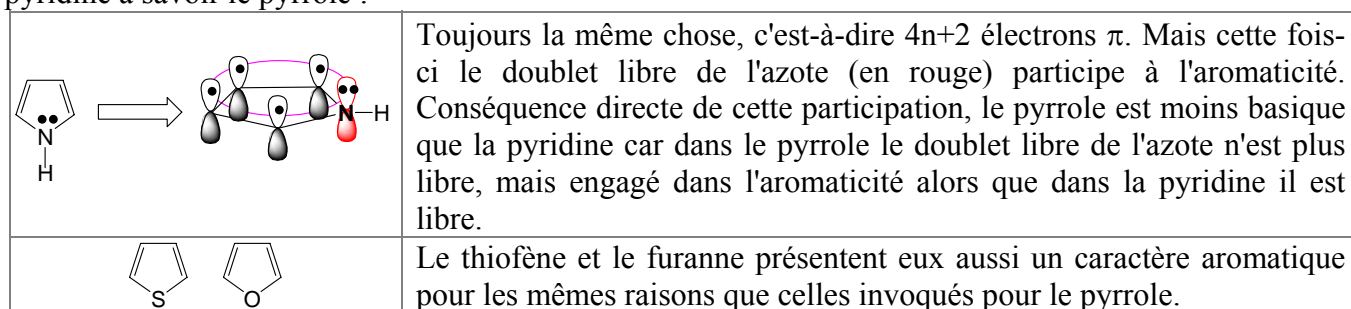 pyridine à savoir le pyrrole :
Toujours la même chose, c'est-à-dire 4n+2 électrons π. Mais cette fois-
ci le doublet libre de l'azote (en rouge) participe à l'aromaticité.
Conséquence directe de cette participation, le pyrrole est moins basique
que la pyridine car dans le pyrrole le doublet libre de l'azote n'est plus
libre, mais engagé dans l'aromaticité alors que dans la pyridine il est
libre.
N
H
N H
Le thiofène et le furanne présentent eux aussi un caractère aromatique
pour les mêmes raisons que celles invoqués pour le pyrrole.
S O